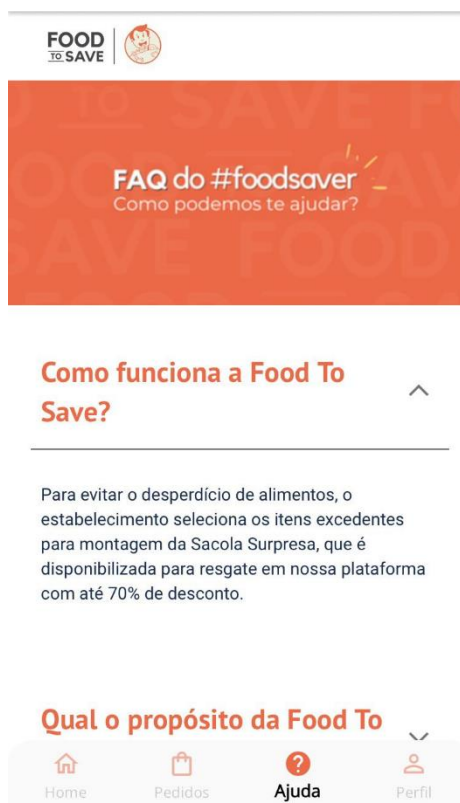 FOOD
TO SAVE
FAQ do #foodsaver
Como podemos te ajudar?
Como funciona a Food To
Save?
Para evitar o desperdício de alimentos, o
estabelecimento seleciona os itens excedentes
para montagem da Sacola Surpresa, que é
disponibilizada para resgate em nossa plataforma
com até 70% de desconto.
Qual o propósito da Food To
Home Pedidos Ajuda Perfil